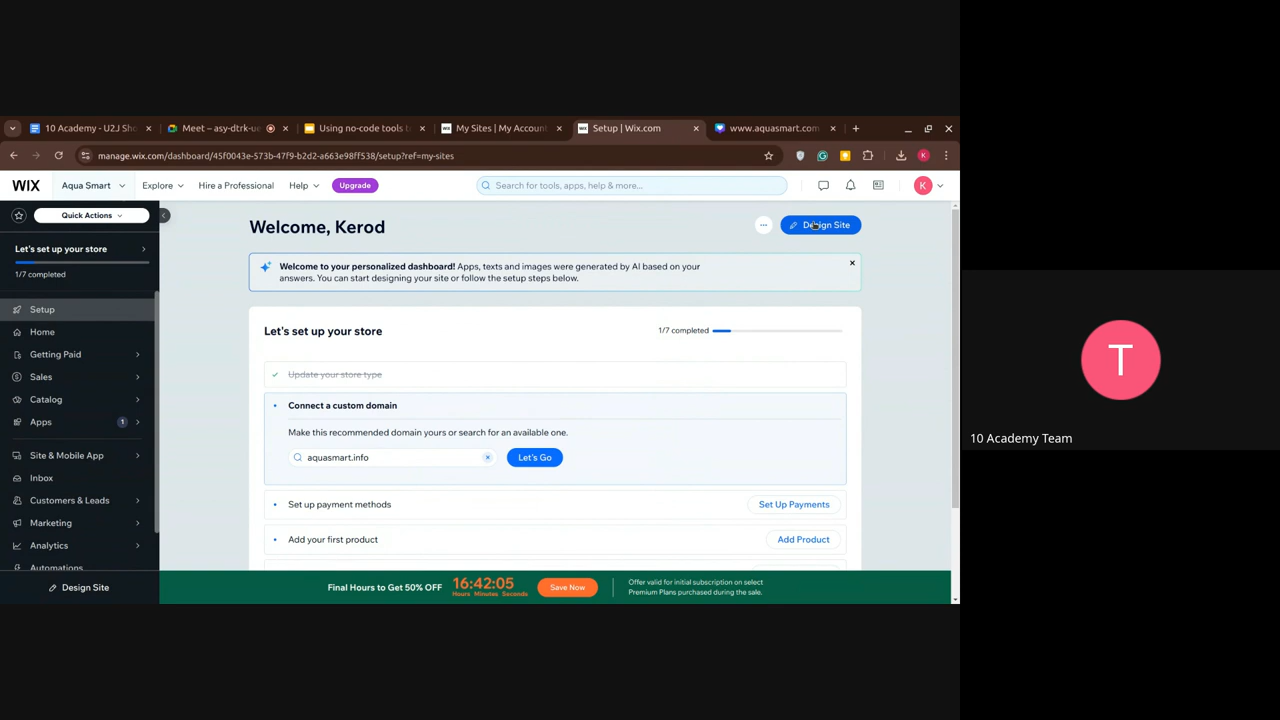 10 Academy - U2J Sho
Meet – asy-dtrk-ue
Using no-code tools t
My Sites | My Account
Setup | Wix.com
www.aquasmart.com
manage.wix.com/dashboard/45f0043e-573b-47f9-b2d2-a663e98ff538/setup?ref=my-sites
K
WIX
Aqua Smart
Explore
Hire a Professional
Help
Upgrade
Search for tools, apps, help & more...
K
Quick Actions
Let's set up your store
1/7 completed
Setup
Home
Getting Paid
Sales
Catalog
Apps
1
Site & Mobile App
Inbox
Customers & Leads
Marketing
Analytics
Automations
Design Site
Welcome, Kerod
Design Site
Welcome to your personalized dashboard! Apps, texts and images were generated by AI based on your
answers. You can start designing your site or follow the setup steps below.
Let's set up your store
1/7 completed
Update your store type
Connect a custom domain
Make this recommended domain yours or search for an available one.
aquasmart.info
Let's Go
Set up payment methods
Set Up Payments
Add your first product
Add Product
Final Hours to Get 50% OFF
16:42:05
Hours Minutes Seconds
Save Now
Offer valid for initial subscription on select
Premium Plans purchased during the sale.
T
10 Academy Team